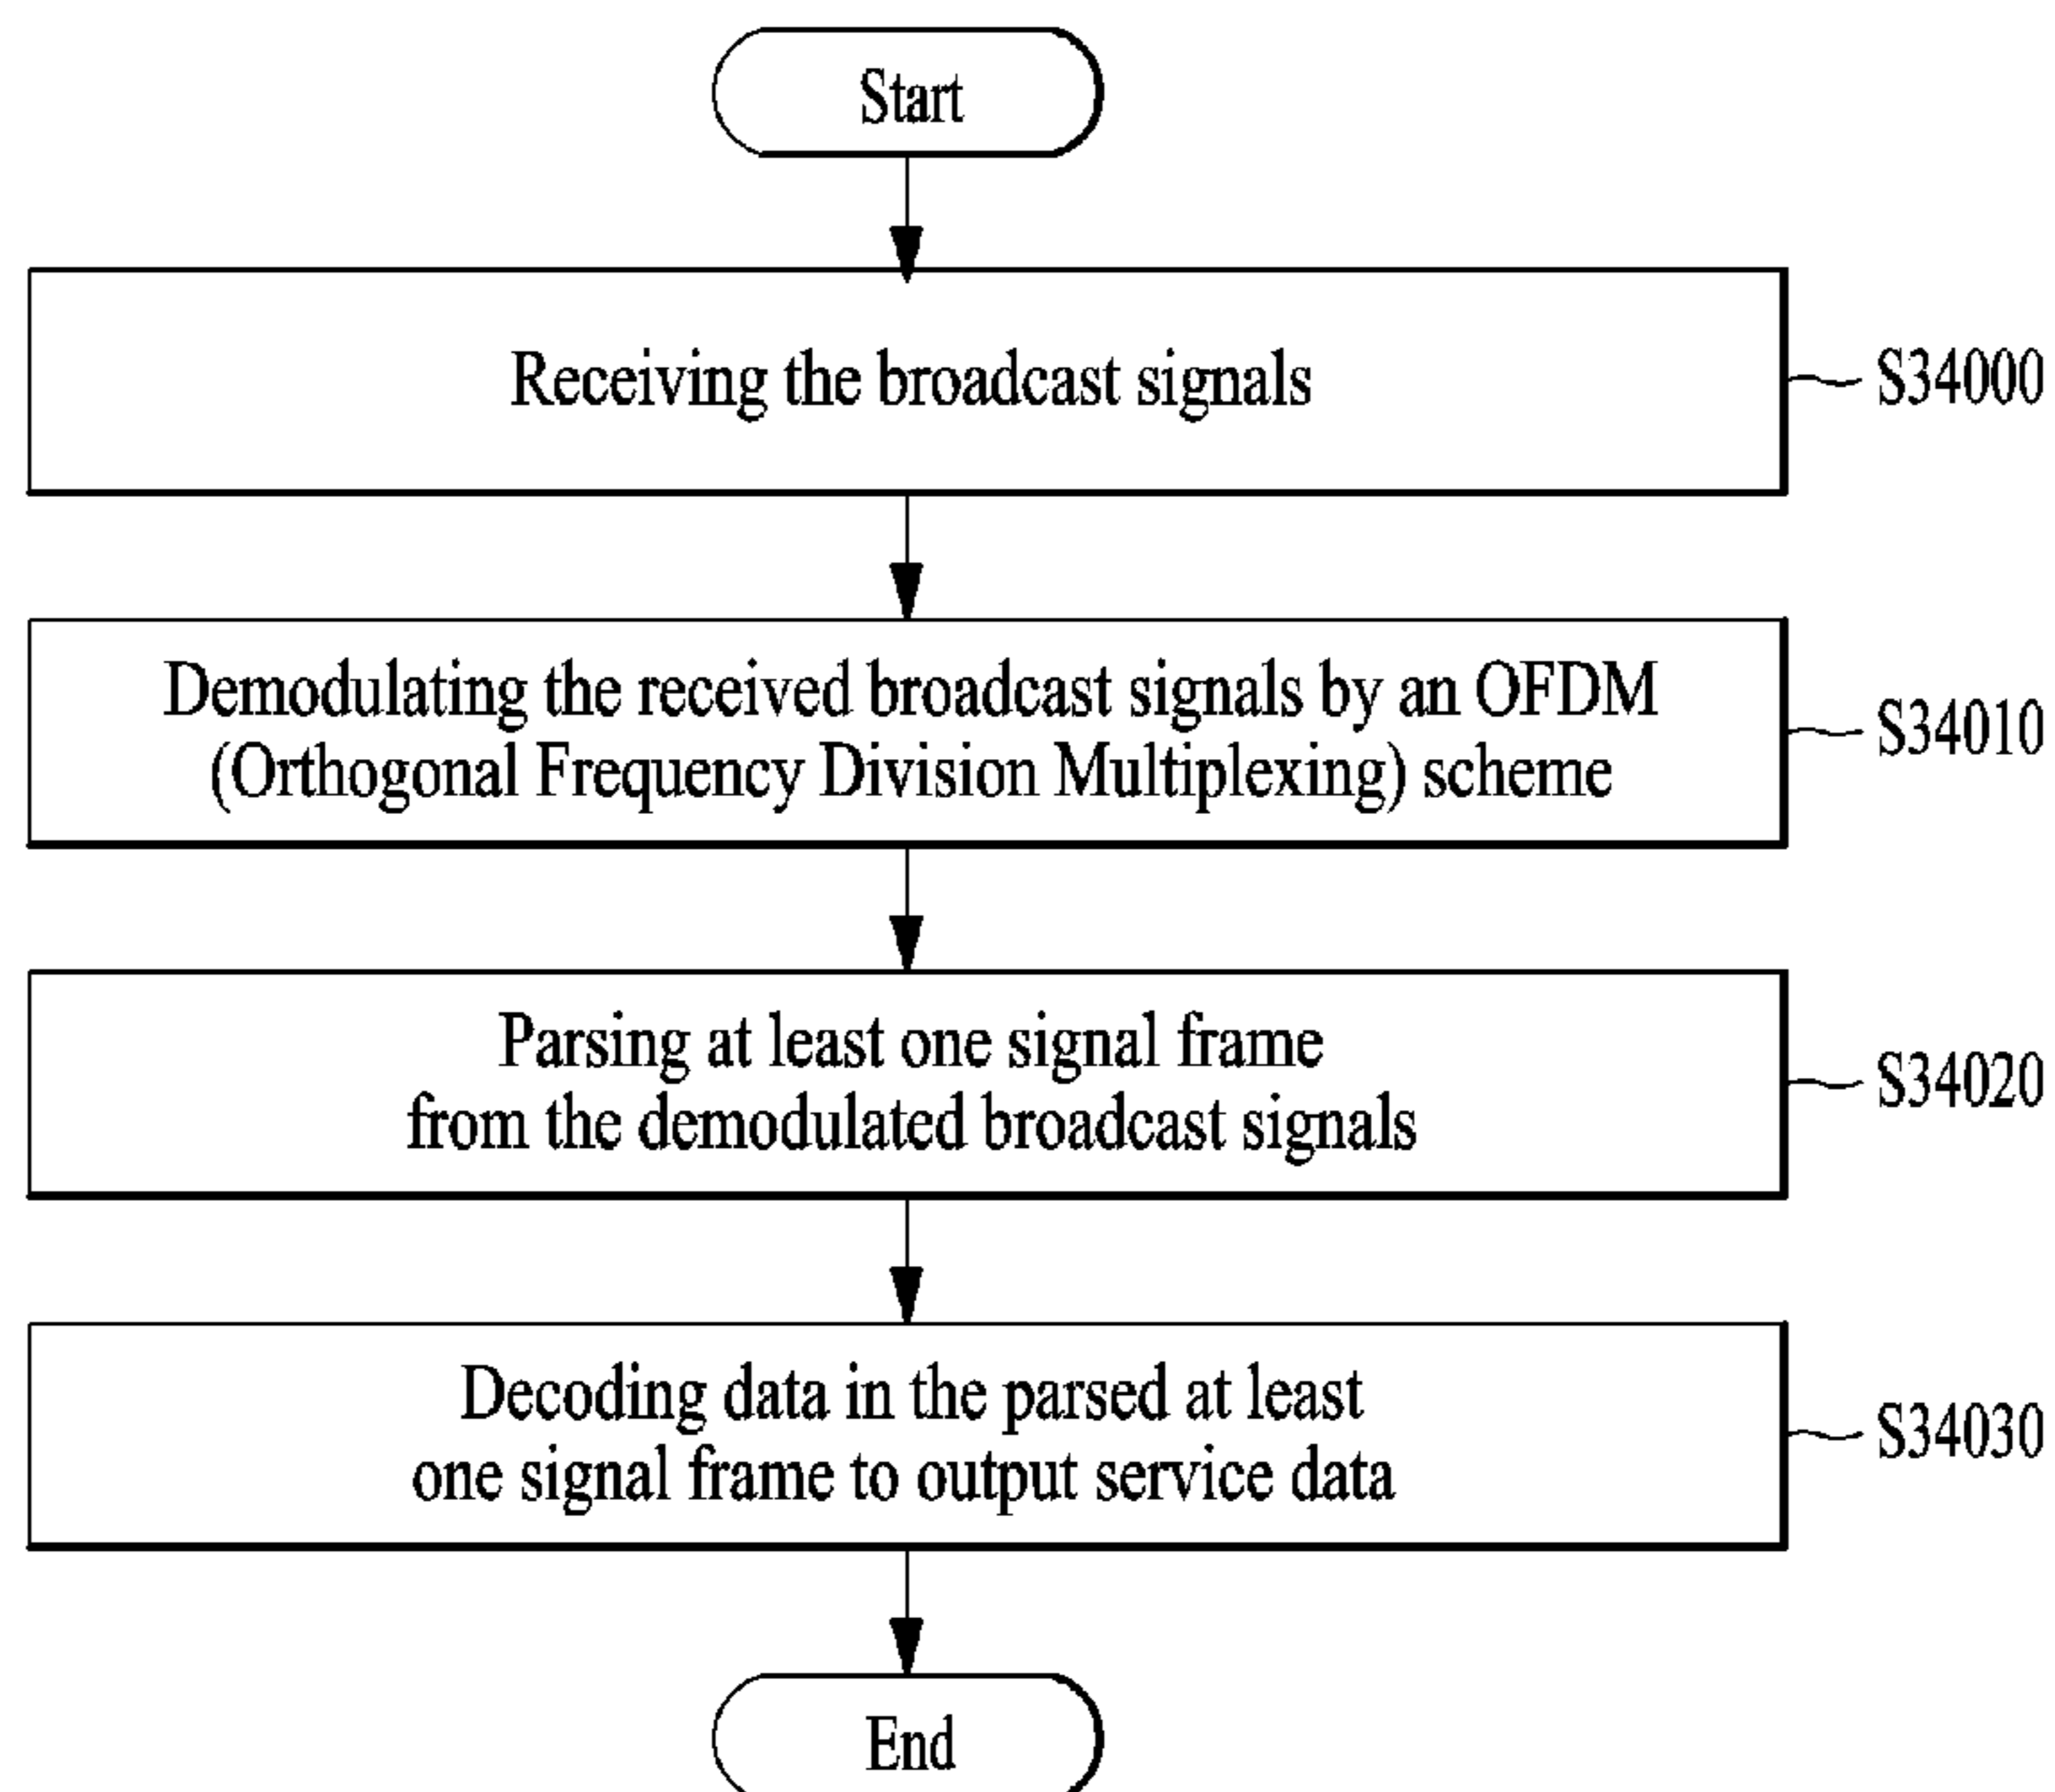 Start
Receiving the broadcast signals
S34000
Demodulating the received broadcast signals by an OFDM
(Orthogonal Frequency Division Multiplexing) scheme
S34010
Parsing at least one signal frame
from the demodulated broadcast signals
S34020
Decoding data in the parsed at least
one signal frame to output service data
S34030
End